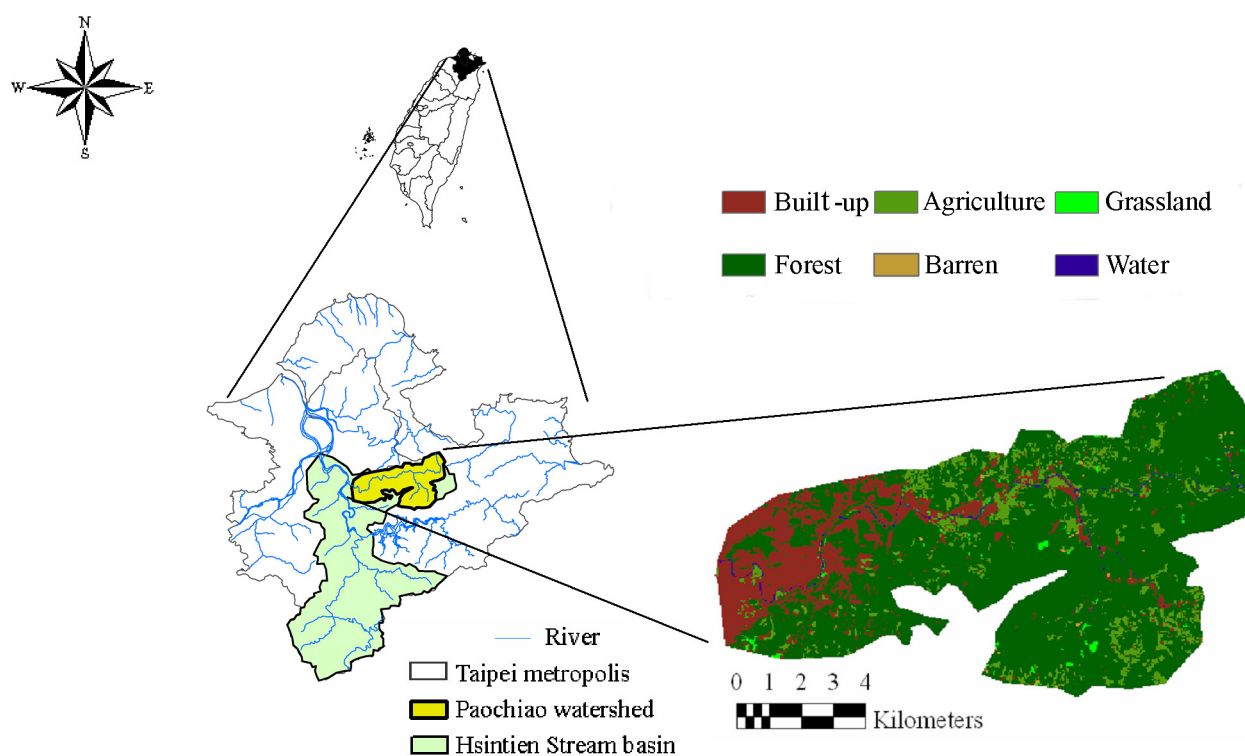 N
W E
S
Built-up Agriculture Grassland
Forest Barren Water
River
Taipei metropolis
Paochiao watershed
Hsintien Stream basin
0 1 2 3 4
Kilometers